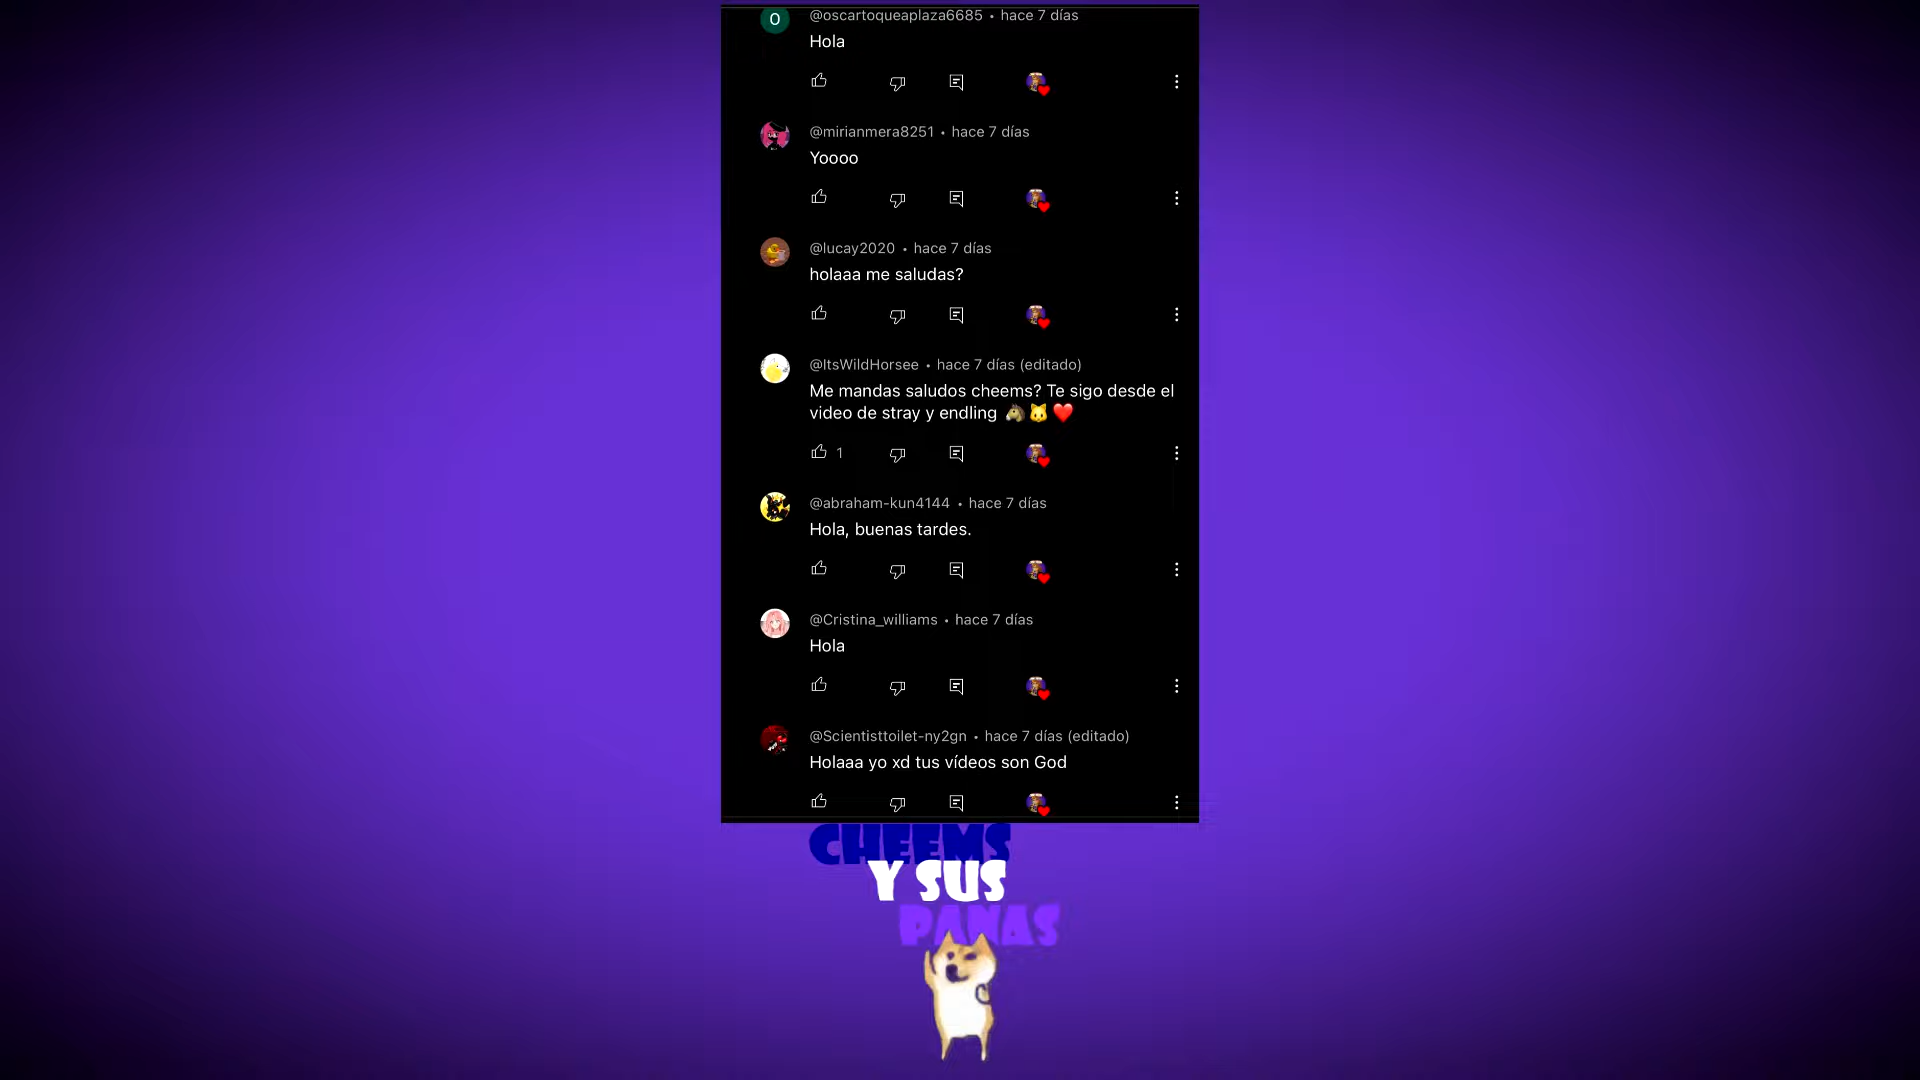 O
@oscartoqueaplaza6685 • hace 7 días
Hola
@mirianmera8251 • hace 7 días
Yoooo
@lucay2020 • hace 7 días
holaaa me saludas?
@ItsWildHorsee • hace 7 días (editado)
Me mandas saludos cheems? Te sigo desde el
video de stray y endling 🐴🐱❤️
1
@abraham-kun4144 • hace 7 días
Hola, buenas tardes.
@Cristina_williams • hace 7 días
Hola
@Scientisttoilet-ny2gn • hace 7 días (editado)
Holaaa yo xd tus vídeos son God
CHEEMS
Y SUS
PANAS